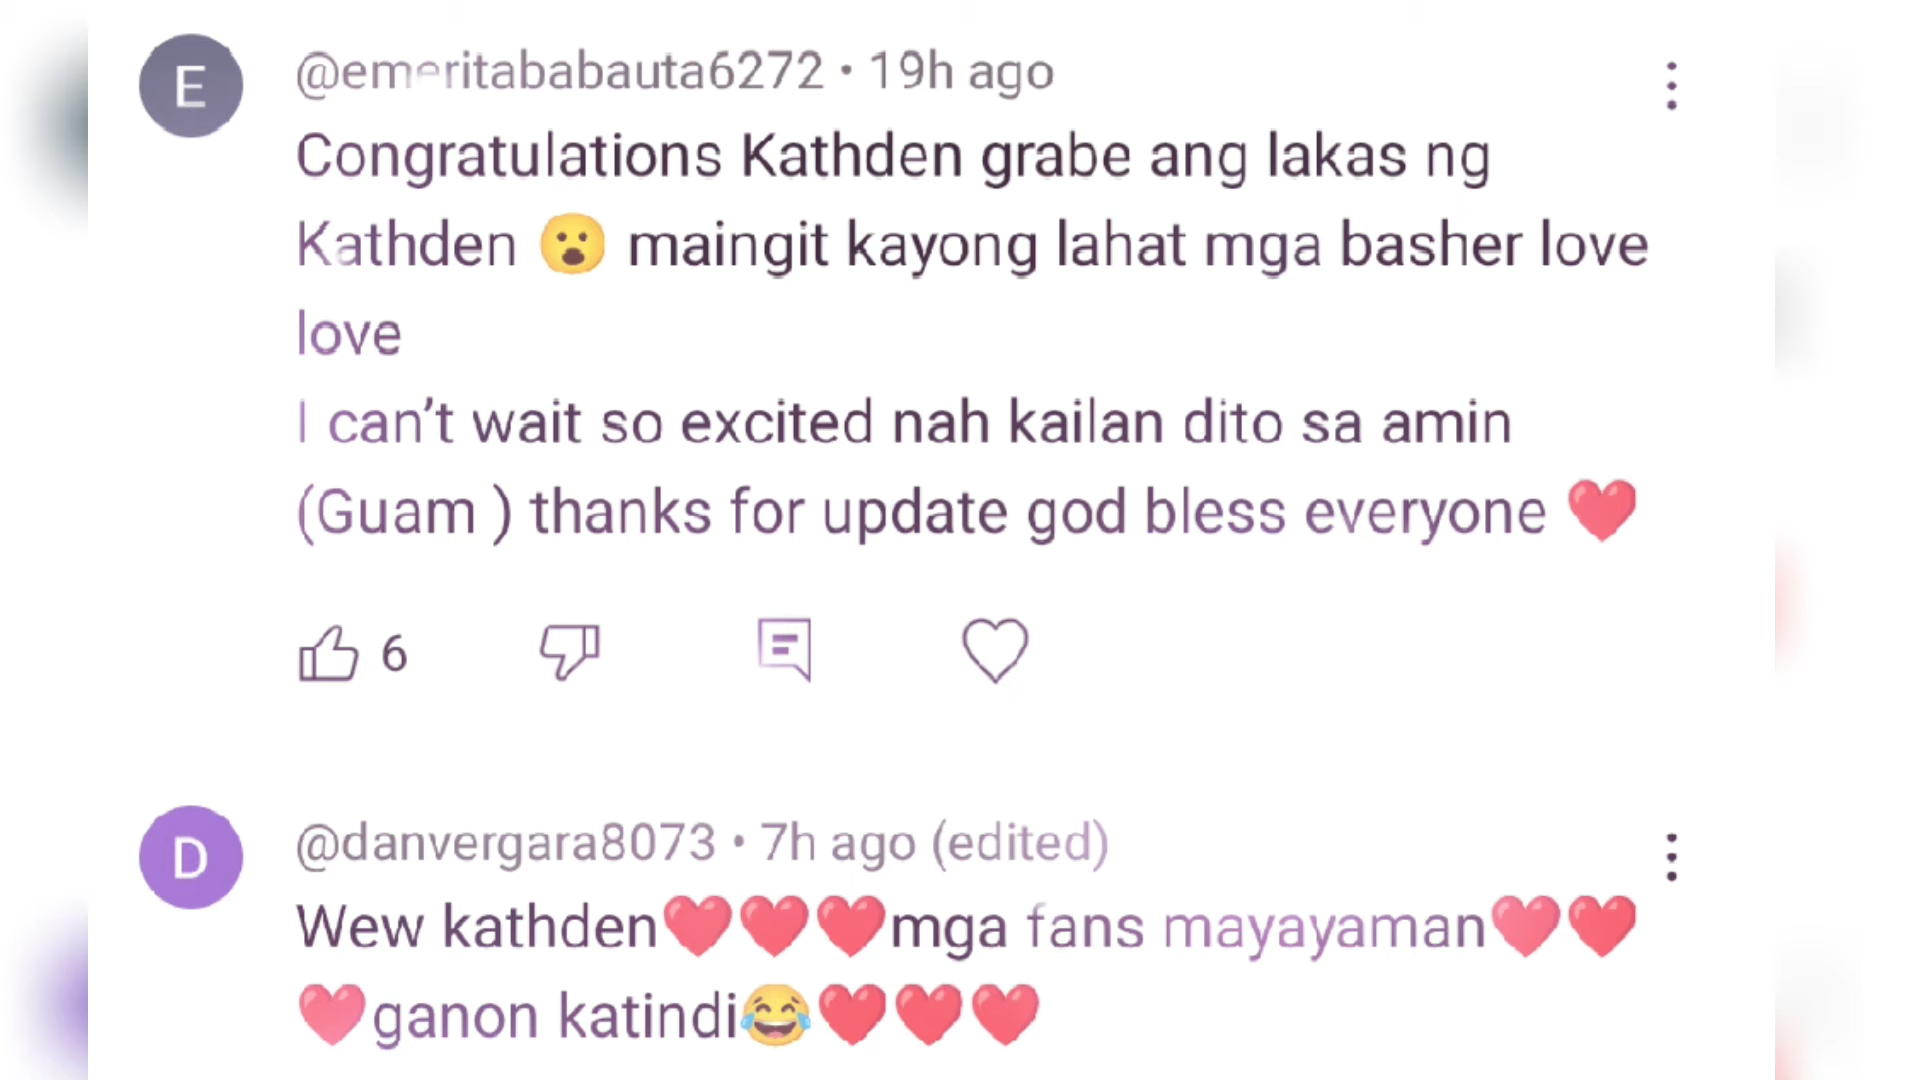 E
@emeritababauta6272 • 19h ago
Congratulations Kathden grabe ang lakas ng
Kathden 😮 maingit kayong lahat mga basher love
love
I can't wait so excited nah kailan dito sa amin
(Guam ) thanks for update god bless everyone ❤️
6
D
@danvergara8073 • 7h ago (edited)
Wew kathden❤️❤️❤️mga fans mayayaman❤️❤️
❤️ganon katindi😂❤️❤️❤️